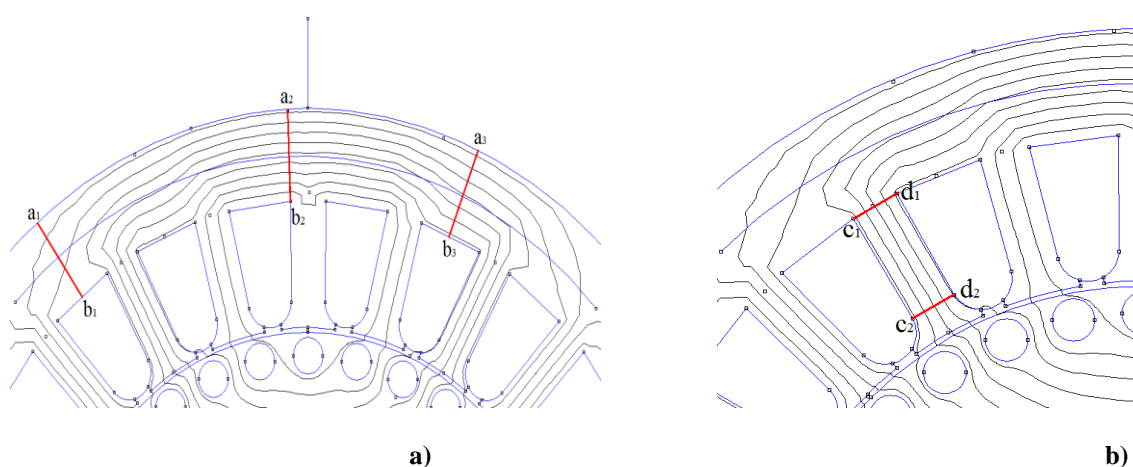 a₂
a₃
a₁
b₂
b₃
b₁
a)
d₁
c₁
d₂
c₂
b)